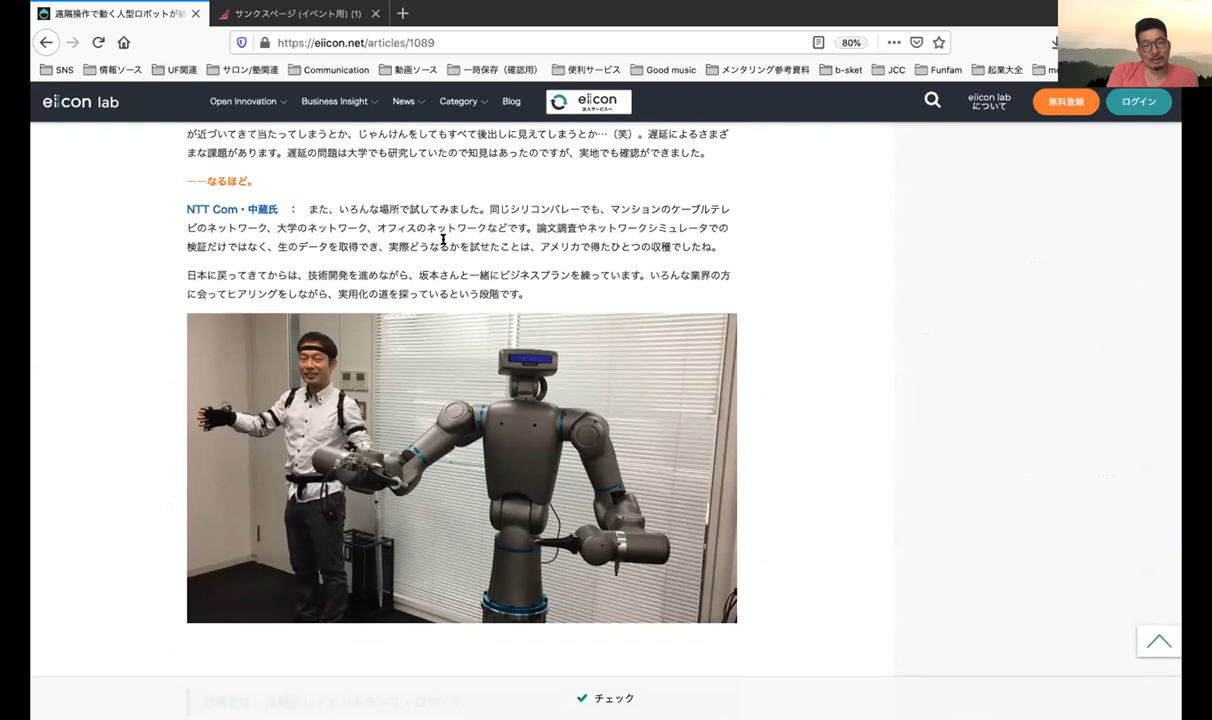 遠隔操作で動く人型ロボットが
サンクスページ (イベント用) (1)
https://eiicon.net/articles/1089
80%
SNS
情報ソース
UF関連
サロン/塾関連
Communication
動画ソース
一時保存（確認用）
便利サービス
Good music
メンタリング参考資料
b-sket
JCC
Funfam
起業大全
eiicon lab
Open Innovation
Business Insight
News
Category
Blog
eiicon
法人サービスへ
eiicon lab
について
無料登録
ログイン
が近づいてきて当たってしまうとか、じゃんけんをしてもすべて後出しに見えてしまうとか…（笑）。遅延によるさまざ
まな課題があります。遅延の問題は大学でも研究していたので知見はあったのですが、実地でも確認ができました。
――なるほど。
NTT Com・中蔵氏　：　また、いろんな場所で試してみました。同じシリコンバレーでも、マンションのケーブルテレ
ビのネットワーク、大学のネットワーク、オフィスのネットワークなどです。論文調査やネットワークシミュレータでの
検証だけではなく、生のデータを取得でき、実際どうなるかを試せたことは、アメリカで得たひとつの収穫でしたね。
日本に戻ってきてからは、技術開発を進めながら、坂本さんと一緒にビジネスプランを練っています。いろんな業界の方
に会ってヒアリングをしながら、実用化の道を探っているという段階です。
チェック